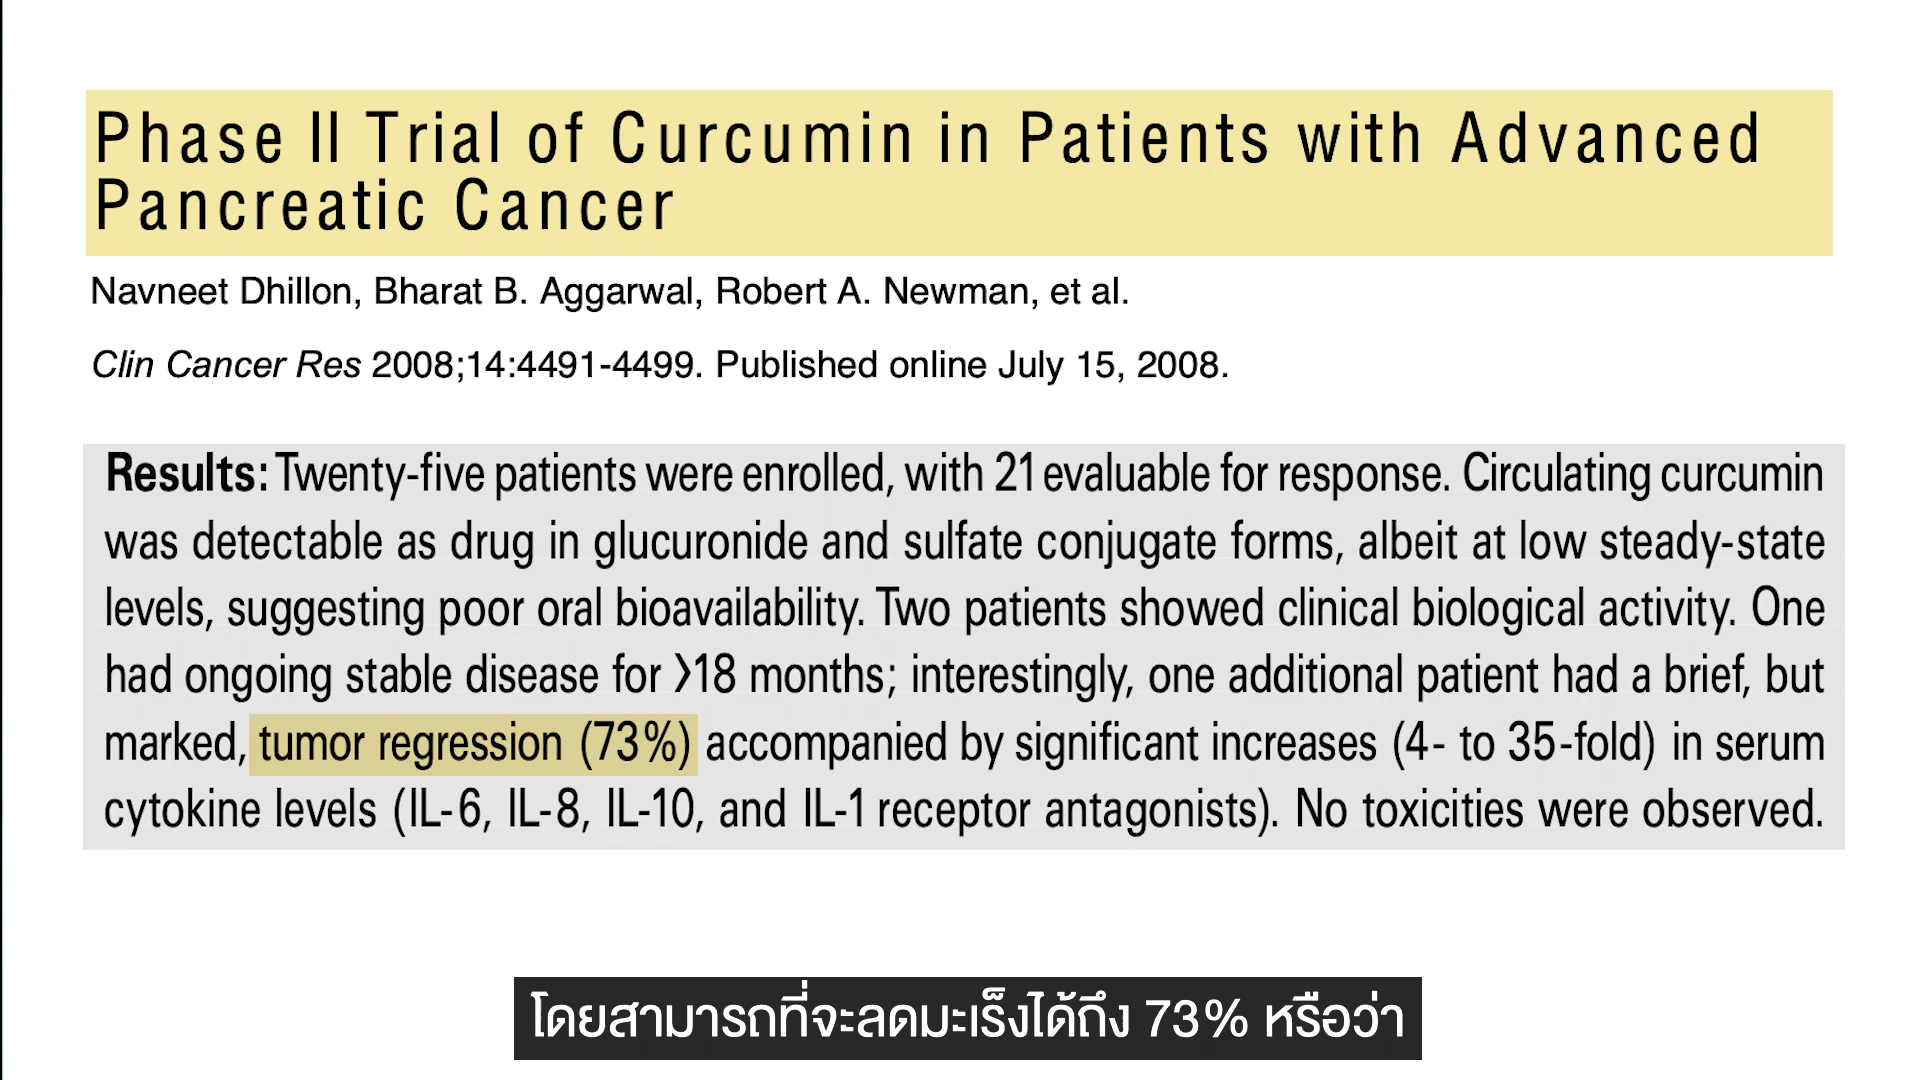 Phase II Trial of Curcumin in Patients with Advanced
Pancreatic Cancer
Navneet Dhillon, Bharat B. Aggarwal, Robert A. Newman, et al.
Clin Cancer Res 2008;14:4491-4499. Published online July 15, 2008.
Results: Twenty-five patients were enrolled, with 21 evaluable for response. Circulating curcumin
was detectable as drug in glucuronide and sulfate conjugate forms, albeit at low steady-state
levels, suggesting poor oral bioavailability. Two patients showed clinical biological activity. One
had ongoing stable disease for >18 months; interestingly, one additional patient had a brief, but
marked, tumor regression (73%) accompanied by significant increases (4- to 35-fold) in serum
cytokine levels (IL-6, IL-8, IL-10, and IL-1 receptor antagonists). No toxicities were observed.
โดยสามารถที่จะลดมะเร็งได้ถึง 73% หรือว่า